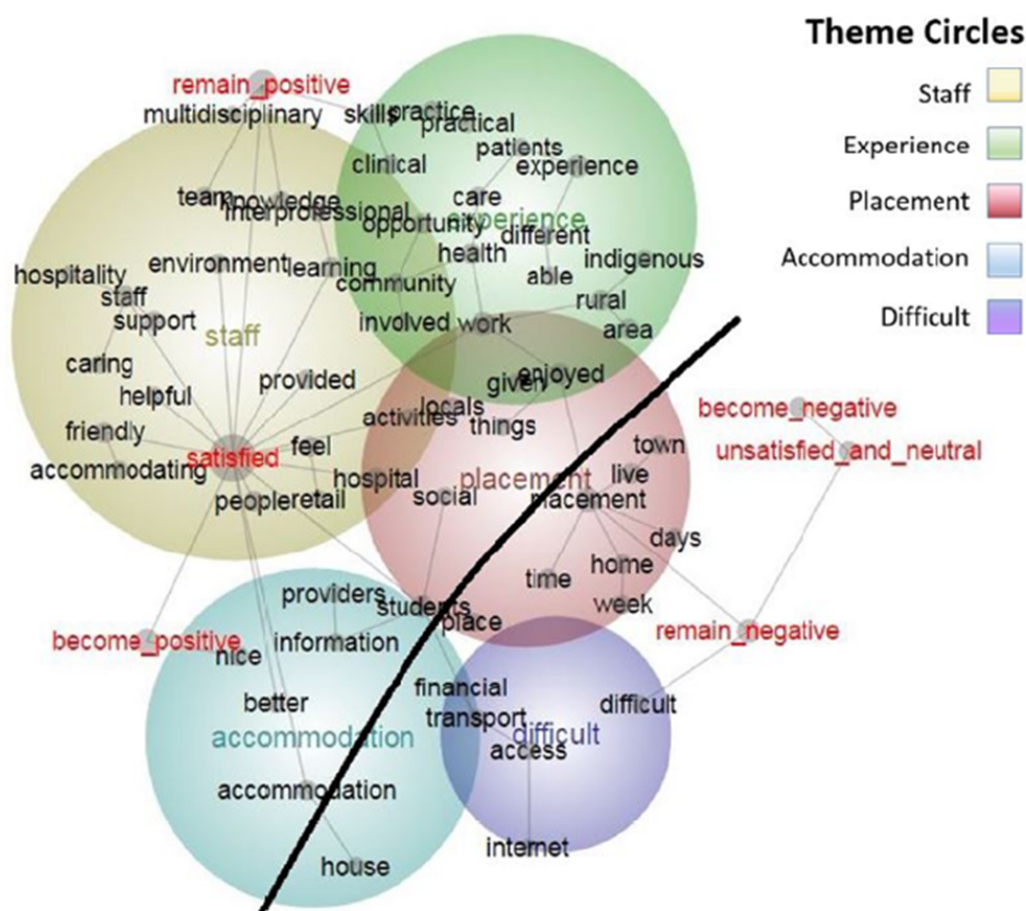 Theme Circles
Staff
Experience
Placement
Accommodation
Difficult
remain_positive
multidisciplinary
skills
practice
practical
patients
clinical
experience
team
knowledge
interprofessional
care
opportunity
experience
different
health
indigenous
environment
learning
hospitality
community
able
staff
rural
support
involved
work
area
staff
caring
provided
given
enjoyed
helpful
activities
locals
things
become_negative
friendly
feel
town
unsatisfied_and_neutral
satisfied
accommodating
hospital
placement
live
people
retail
social
placement
days
home
time
providers
students
week
place
become_positive
information
remain_negative
nice
financial
better
transport
difficult
accommodation
difficult
access
accommodation
internet
house